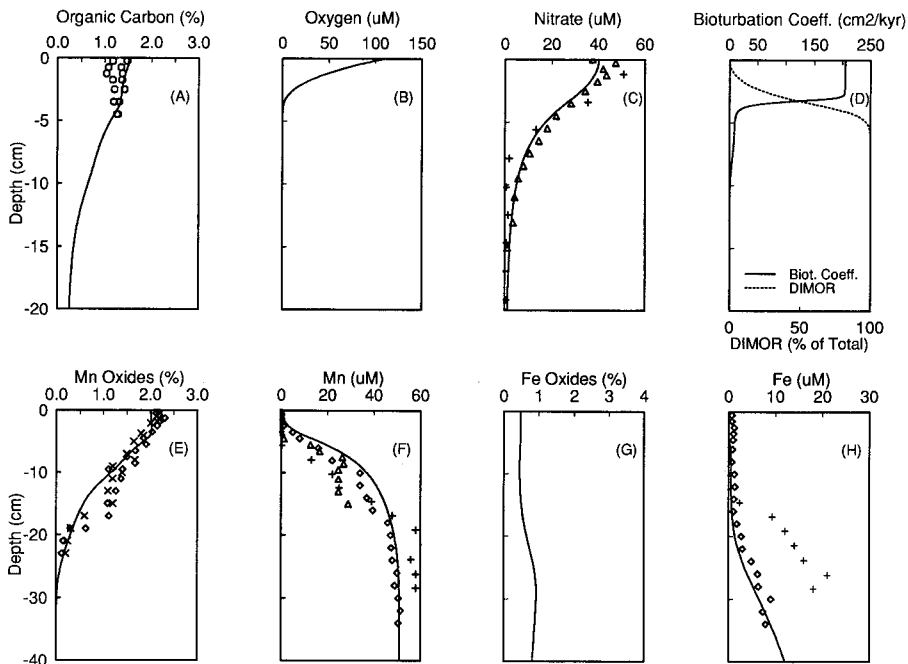 Organic Carbon (%)
0.0 1.0 2.0 3.0
Oxygen (uM)
0 50 100 150
Nitrate (uM)
0 20 40 60
Bioturbation Coeff. (cm2/kyr)
0 50 150 250
0
-5
-10
-15
-20
Depth (cm)
(A)
(B)
(C)
(D)
Biot. Coeff.
DIMOR
0 50 100
DIMOR (% of Total)
Mn Oxides (%)
0.0 1.0 2.0 3.0
Mn (uM)
0 20 40 60
Fe Oxides (%)
0 1 2 3 4
Fe (uM)
0 10 20 30
0
-10
-20
-30
-40
Depth (cm)
(E)
(F)
(G)
(H)